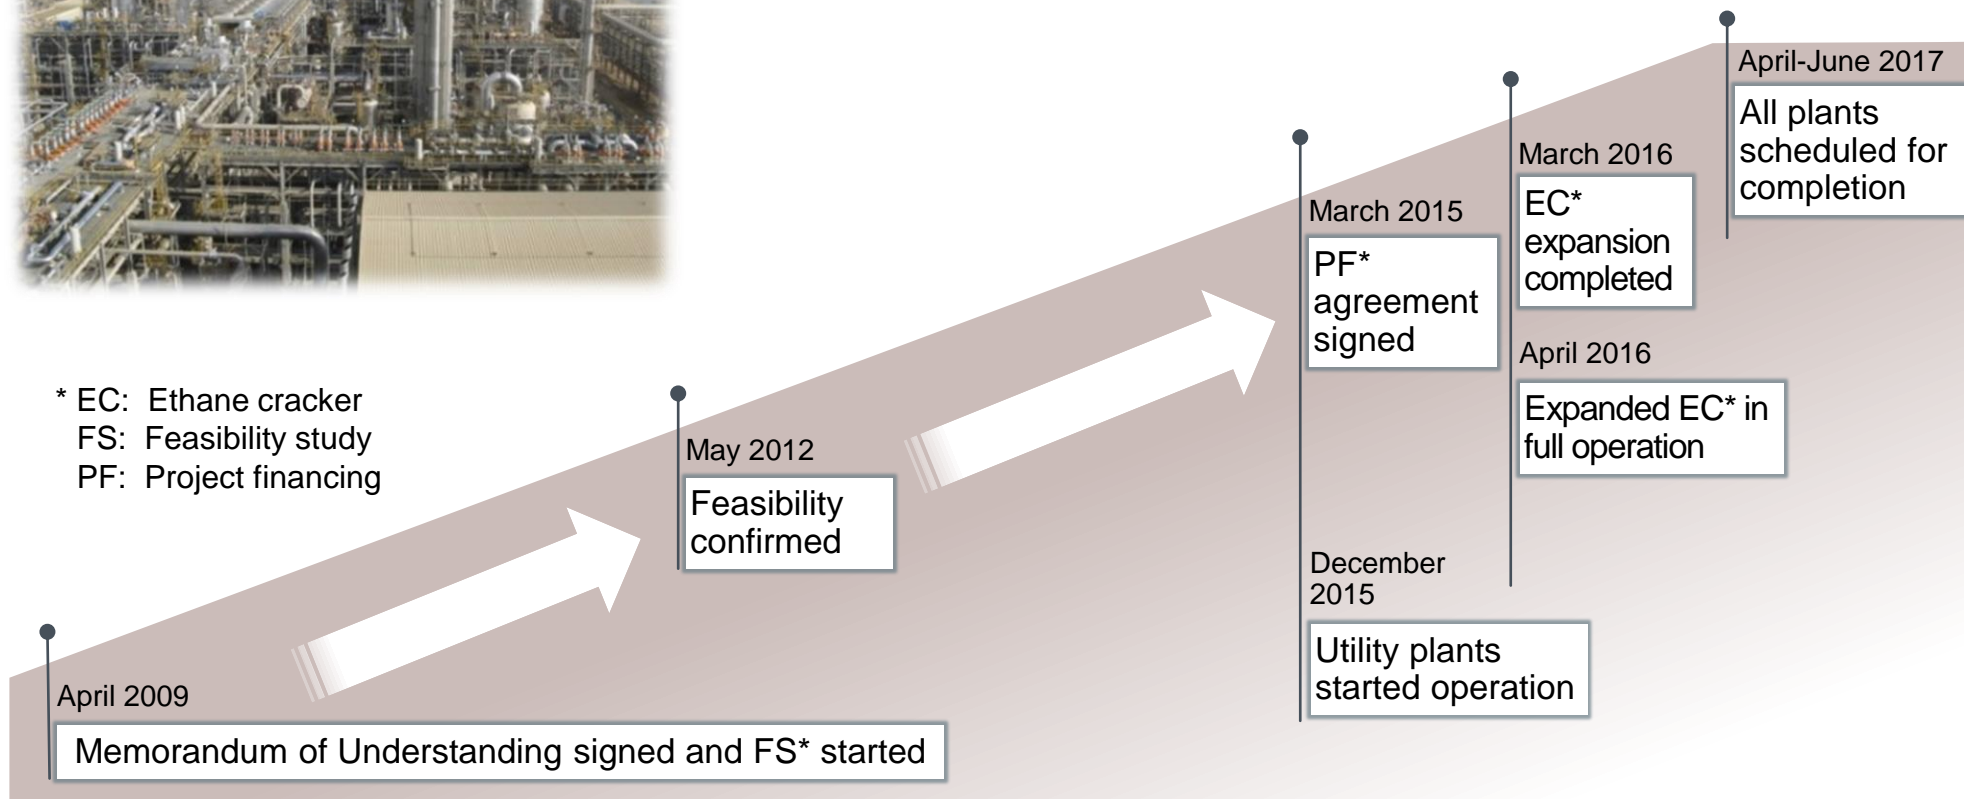 April-June 2017
All plants
scheduled for
completion
March 2016
EC*
expansion
completed
March 2015
PF*
agreement
signed
April 2016
Expanded EC* in
full operation
* EC: Ethane cracker
FS: Feasibility study
PF: Project financing
May 2012
Feasibility
confirmed
December
2015
Utility plants
started operation
April 2009
Memorandum of Understanding signed and FS* started